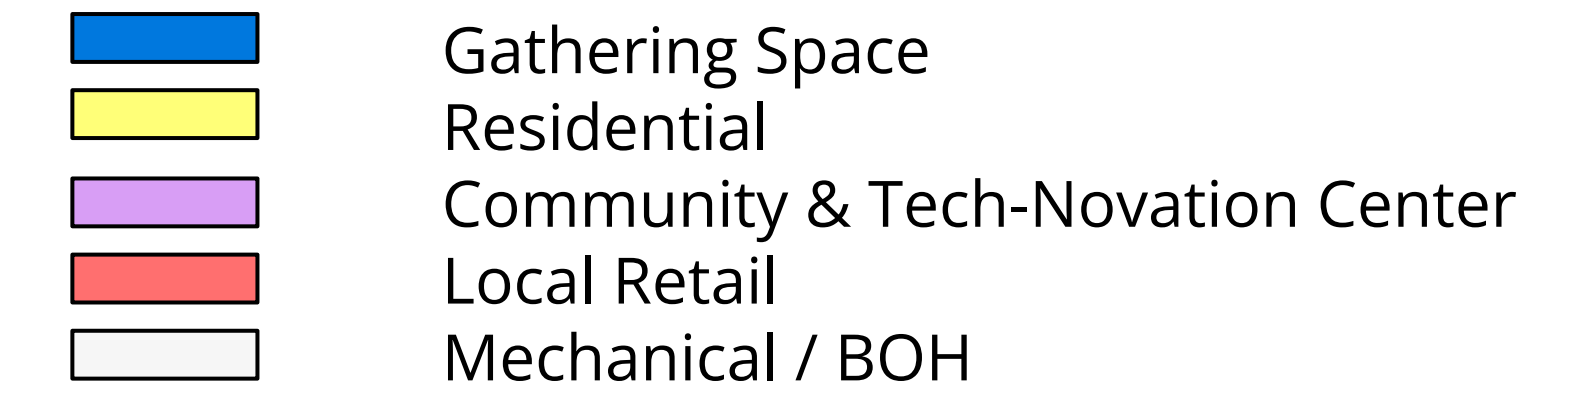 Gathering Space
Residential
Community & Tech-Novation Center
Local Retail
Mechanical / BOH